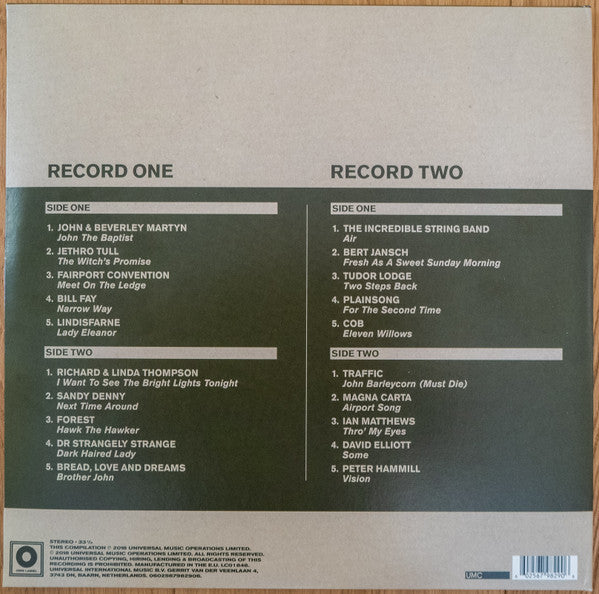 RECORD ONE
SIDE ONE
1. JOHN & BEVERLEY MARTYN
John The Baptist
2. JETHRO TULL
The Witch's Promise
3. FAIRPORT CONVENTION
Meet On The Ledge
4. BILL FAY
Narrow Way
5. LINDISFARNE
Lady Eleanor
SIDE TWO
1. RICHARD & LINDA THOMPSON
I Want To See The Bright Lights Tonight
2. SANDY DENNY
Next Time Around
3. FOREST
Hawk The Hawker
4. DR STRANGELY STRANGE
Dark Haired Lady
5. BREAD, LOVE AND DREAMS
Brother John
RECORD TWO
SIDE ONE
1. THE INCREDIBLE STRING BAND
Air
2. BERT JANSCH
Fresh As A Sweet Sunday Morning
3. TUDOR LODGE
Two Steps Back
4. PLAINSONG
For The Second Time
5. COB
Eleven Willows
SIDE TWO
1. TRAFFIC
John Barleycorn (Must Die)
2. MAGNA CARTA
Airport Song
3. IAN MATTHEWS
Thro' My Eyes
4. DAVID ELLIOTT
Some
5. PETER HAMMILL
Vision
STEREO · 33⅓
THIS COMPILATION ℗ 2018 UNIVERSAL MUSIC OPERATIONS LIMITED.
© 2018 UNIVERSAL MUSIC OPERATIONS LIMITED. ALL RIGHTS RESERVED.
UNAUTHORISED COPYING, HIRING, LENDING & BROADCASTING OF THIS
RECORDING IS PROHIBITED. MANUFACTURED IN THE E.U. LC01846.
UNIVERSAL INTERNATIONAL MUSIC B.V. GERRIT VAN DER VEENLAAN 4,
3743 DN, BAARN, NETHERLANDS. 0602567982906.
UMC
6 02567 98290 6